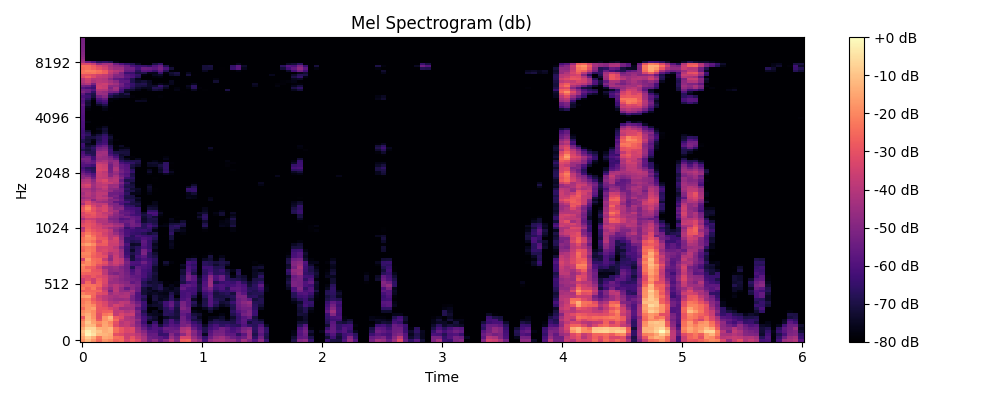 Mel Spectrogram (db)
Hz
8192
4096
2048
1024
512
0
0 1 2 3 4 5 6
Time
+0 dB
-10 dB
-20 dB
-30 dB
-40 dB
-50 dB
-60 dB
-70 dB
-80 dB